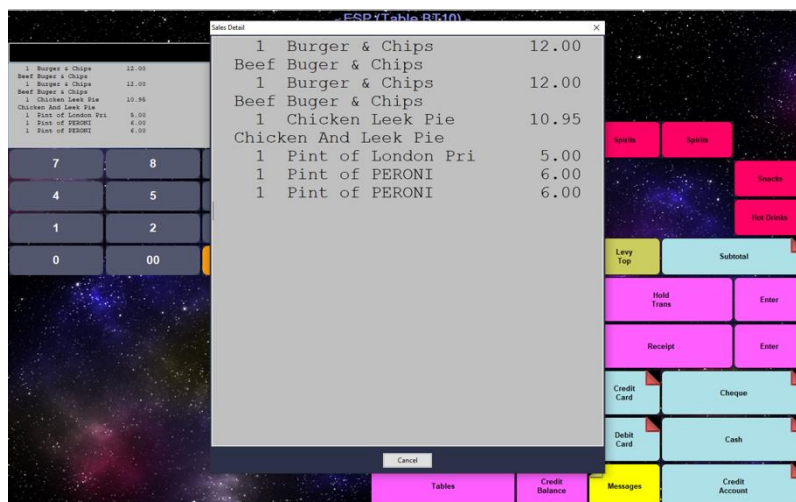 - ESP (Table BT10) -
Sales Detail
1 Burger & Chips 12.00
Beef Buger & Chips
1 Burger & Chips 12.00
Beef Buger & Chips
1 Chicken Leek Pie 10.95
Chicken And Leek Pie
1 Pint of London Pri 5.00
1 Pint of PERONI 6.00
1 Pint of PERONI 6.00
Cancel
1 Burger & Chips 12.00
Beef Buger & Chips
1 Burger & Chips 12.00
Beef Buger & Chips
1 Chicken Leek Pie 10.95
Chicken And Leek Pie
1 Pint of London Pri 5.00
1 Pint of PERONI 6.00
1 Pint of PERONI 6.00
7 8
4 5
1 2
0 00
Spirits Spirits
Snacks
Hot Drinks
Levy
Top
Subtotal
Hold
Trans
Enter
Receipt
Enter
Credit
Card
Cheque
Debit
Card
Cash
Tables
Credit
Balance
Messages
Credit
Account